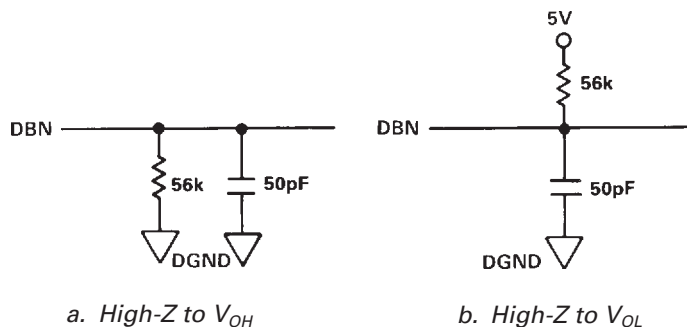 DBN
56k
50pF
DGND
a. High-Z to VOH
5V
56k
DBN
50pF
DGND
b. High-Z to VOL